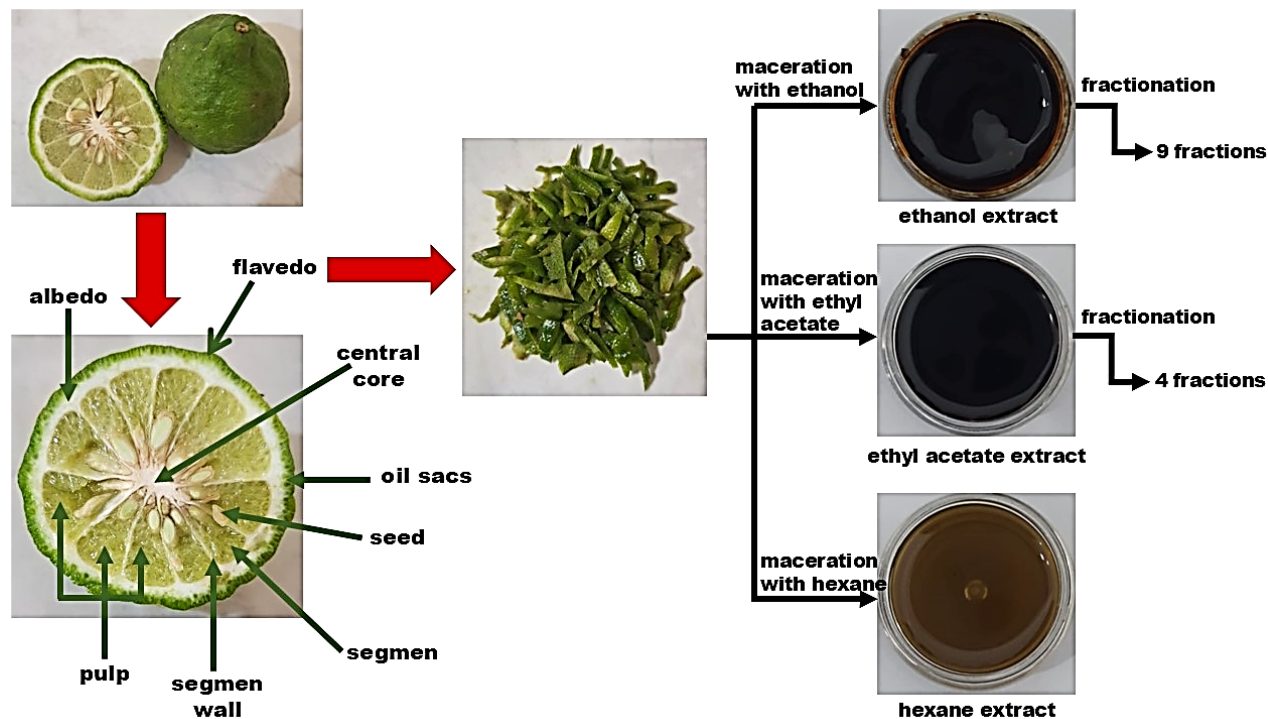 maceration
with ethanol
fractionation
9 fractions
ethanol extract
flavedo
albedo
central
core
oil sacs
seed
segmen
pulp
segmen
wall
maceration
with ethyl
acetate
fractionation
4 fractions
ethyl acetate extract
maceration
with hexane
hexane extract